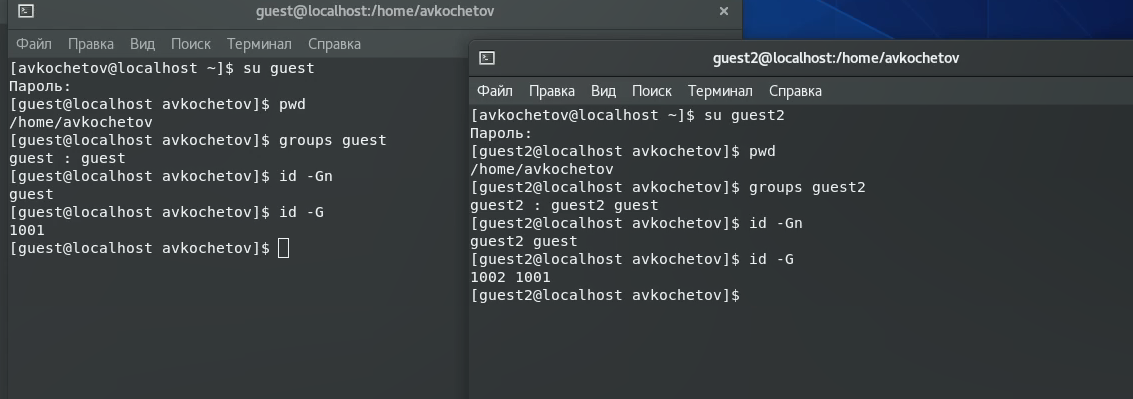 guest@localhost:/home/avkochetov
Файл Правка Вид Поиск Терминал Справка
[avkochetov@localhost ~]$ su guest
Пароль:
[guest@localhost avkochetov]$ pwd
/home/avkochetov
[guest@localhost avkochetov]$ groups guest
guest : guest
[guest@localhost avkochetov]$ id -Gn
guest
[guest@localhost avkochetov]$ id -G
1001
[guest@localhost avkochetov]$
guest2@localhost:/home/avkochetov
Файл Правка Вид Поиск Терминал Справка
[avkochetov@localhost ~]$ su guest2
Пароль:
[guest2@localhost avkochetov]$ pwd
/home/avkochetov
[guest2@localhost avkochetov]$ groups guest2
guest2 : guest2 guest
[guest2@localhost avkochetov]$ id -Gn
guest2 guest
[guest2@localhost avkochetov]$ id -G
1002 1001
[guest2@localhost avkochetov]$